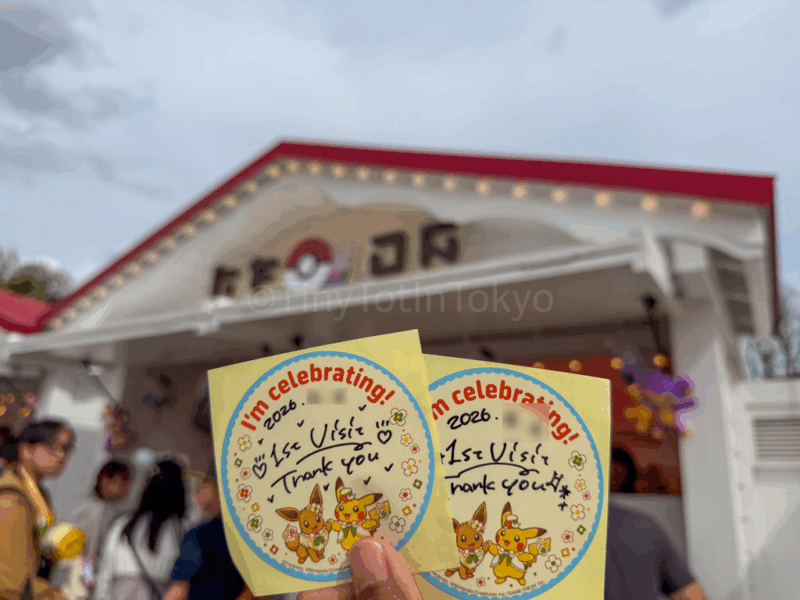 © TinyTotInTokyo
I'm celebrating!
2026.
1st Visit
Thank you
I'm celebrating!
2026.
1st Visit
Thank you